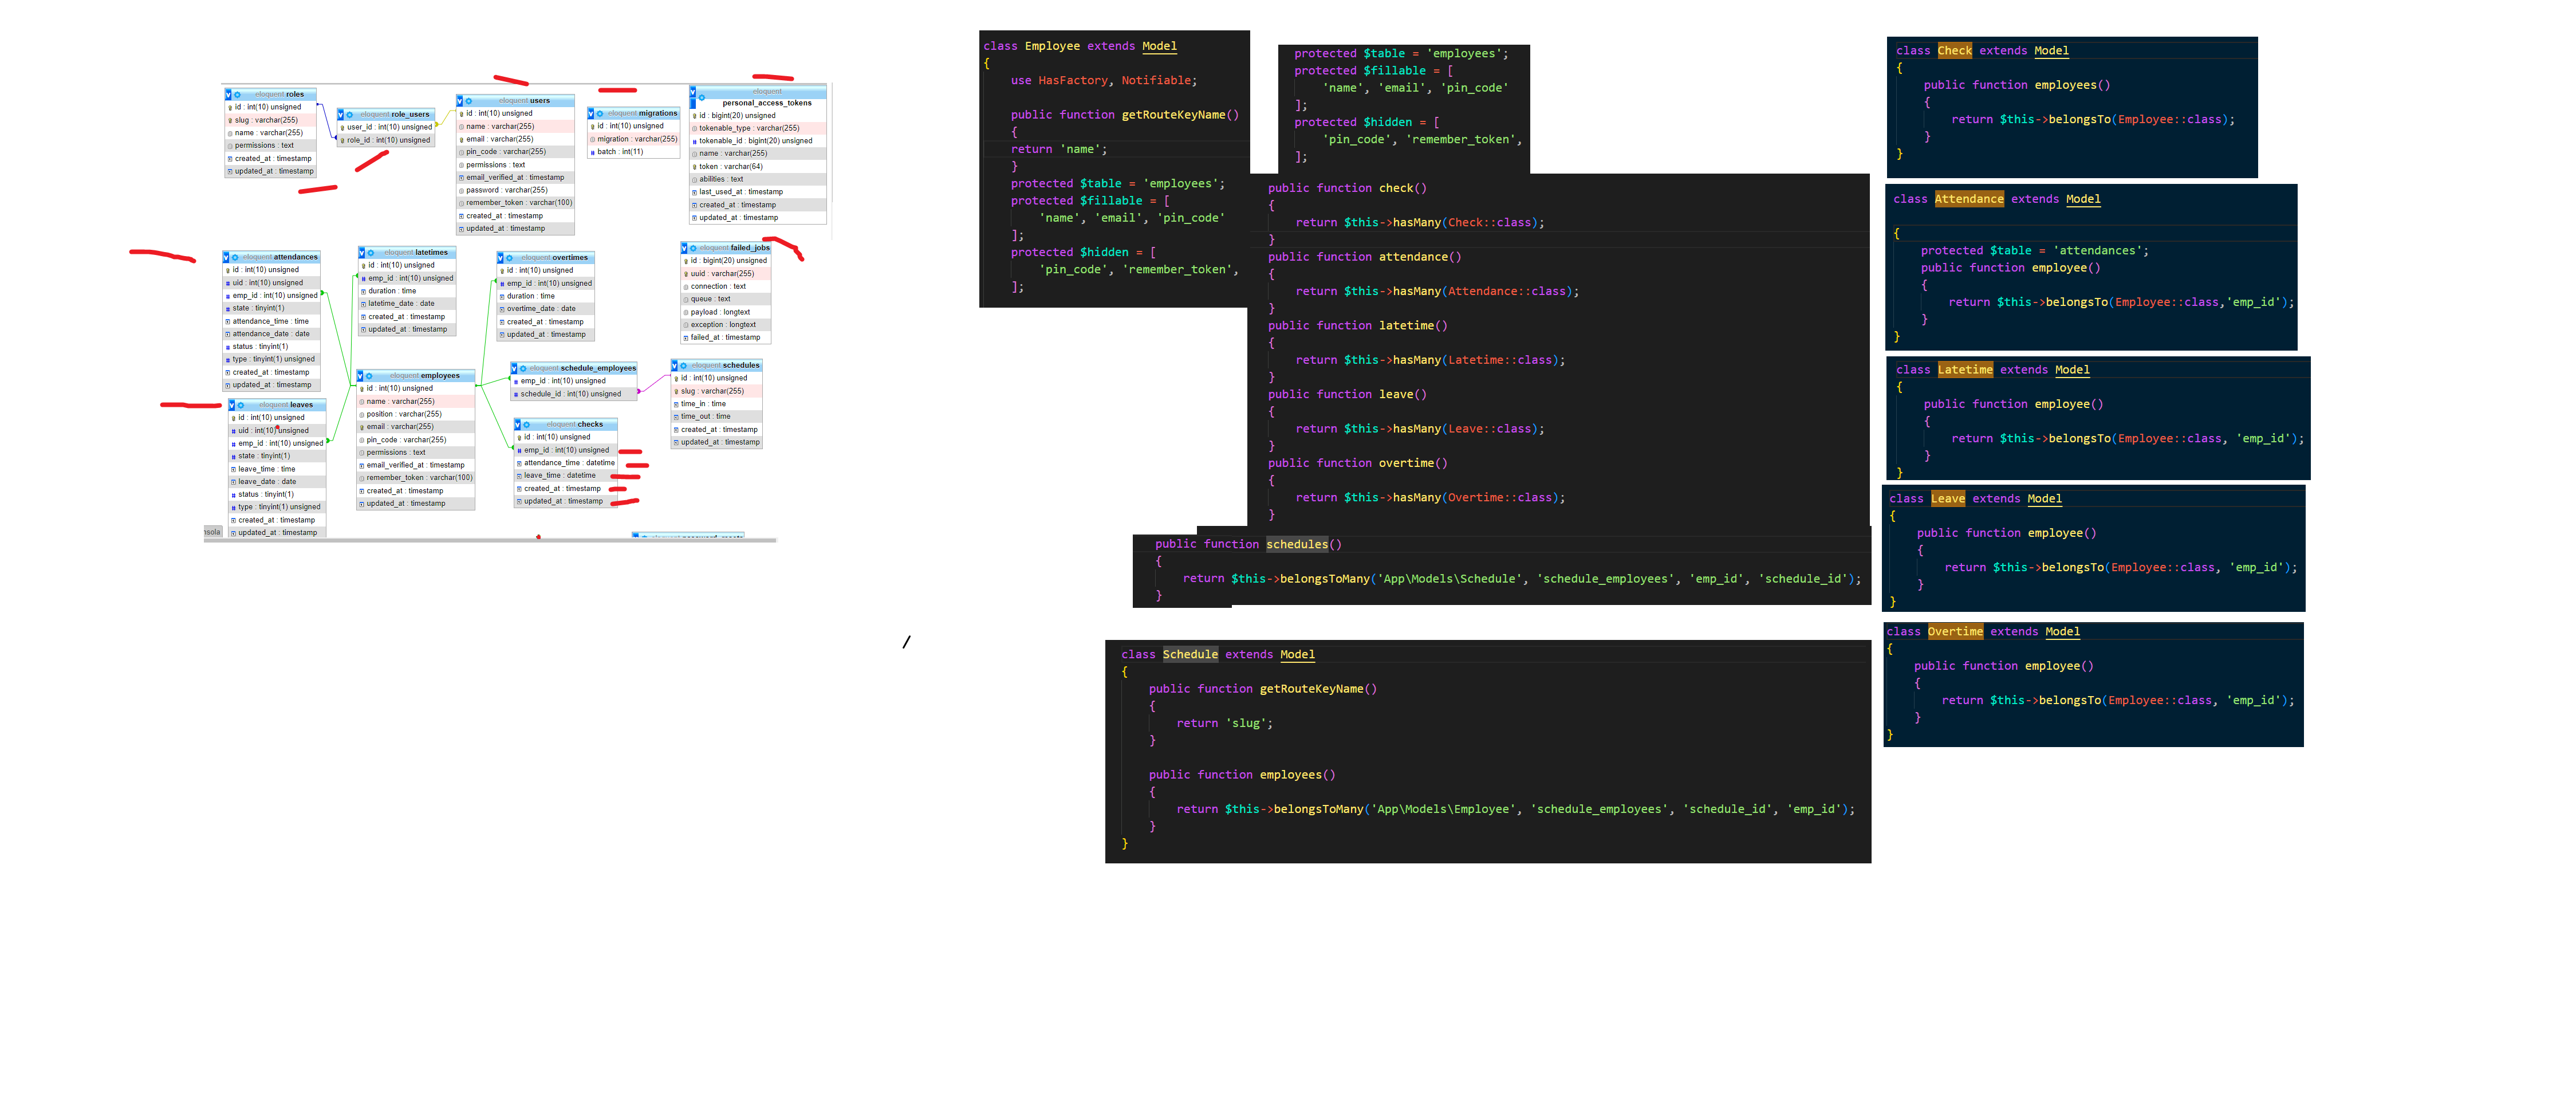 eloquent roles
id : int(10) unsigned
slug : varchar(255)
name : varchar(255)
permissions : text
created_at : timestamp
updated_at : timestamp
eloquent role_users
user_id : int(10) unsigned
role_id : int(10) unsigned
eloquent users
id : int(10) unsigned
name : varchar(255)
email : varchar(255)
pin_code : varchar(255)
permissions : text
email_verified_at : timestamp
password : varchar(255)
remember_token : varchar(100)
created_at : timestamp
updated_at : timestamp
eloquent migrations
id : int(10) unsigned
migration : varchar(255)
batch : int(11)
eloquent
personal_access_tokens
id : bigint(20) unsigned
tokenable_type : varchar(255)
tokenable_id : bigint(20) unsigned
name : varchar(255)
token : varchar(64)
abilities : text
last_used_at : timestamp
created_at : timestamp
updated_at : timestamp
eloquent attendances
id : int(10) unsigned
uid : int(10) unsigned
emp_id : int(10) unsigned
state : tinyint(1)
attendance_time : time
attendance_date : date
status : tinyint(1)
type : tinyint(1) unsigned
created_at : timestamp
updated_at : timestamp
eloquent latetimes
id : int(10) unsigned
emp_id : int(10) unsigned
duration : time
latetime_date : date
created_at : timestamp
updated_at : timestamp
eloquent overtimes
id : int(10) unsigned
emp_id : int(10) unsigned
duration : time
overtime_date : date
created_at : timestamp
updated_at : timestamp
eloquent failed_jobs
id : bigint(20) unsigned
uuid : varchar(255)
connection : text
queue : text
payload : longtext
exception : longtext
failed_at : timestamp
eloquent leaves
id : int(10) unsigned
uid : int(10) unsigned
emp_id : int(10) unsigned
state : tinyint(1)
leave_time : time
leave_date : date
status : tinyint(1)
type : tinyint(1) unsigned
created_at : timestamp
updated_at : timestamp
eloquent employees
id : int(10) unsigned
name : varchar(255)
position : varchar(255)
email : varchar(255)
pin_code : varchar(255)
permissions : text
email_verified_at : timestamp
remember_token : varchar(100)
created_at : timestamp
updated_at : timestamp
eloquent schedule_employees
emp_id : int(10) unsigned
schedule_id : int(10) unsigned
eloquent schedules
id : int(10) unsigned
slug : varchar(255)
time_in : time
time_out : time
created_at : timestamp
updated_at : timestamp
eloquent checks
id : int(10) unsigned
emp_id : int(10) unsigned
attendance_time : datetime
leave_time : datetime
created_at : timestamp
updated_at : timestamp
nsola
class Employee extends Model
{
use HasFactory, Notifiable;
public function getRouteKeyName()
{
return 'name';
}
protected $table = 'employees';
protected $fillable = [
'name', 'email', 'pin_code'
];
protected $hidden = [
'pin_code', 'remember_token',
];
protected $table = 'employees';
protected $fillable = [
'name', 'email', 'pin_code'
];
protected $hidden = [
'pin_code', 'remember_token',
];
public function check()
{
return $this->hasMany(Check::class);
}
public function attendance()
{
return $this->hasMany(Attendance::class);
}
public function latetime()
{
return $this->hasMany(Latetime::class);
}
public function leave()
{
return $this->hasMany(Leave::class);
}
public function overtime()
{
return $this->hasMany(Overtime::class);
}
public function schedules()
{
return $this->belongsToMany('App\Models\Schedule', 'schedule_employees', 'emp_id', 'schedule_id');
}
class Schedule extends Model
{
public function getRouteKeyName()
{
return 'slug';
}
public function employees()
{
return $this->belongsToMany('App\Models\Employee', 'schedule_employees', 'schedule_id', 'emp_id');
}
}
class Check extends Model
{
public function employees()
{
return $this->belongsTo(Employee::class);
}
}
class Attendance extends Model
{
protected $table = 'attendances';
public function employee()
{
return $this->belongsTo(Employee::class,'emp_id');
}
}
class Latetime extends Model
{
public function employee()
{
return $this->belongsTo(Employee::class, 'emp_id');
}
}
class Leave extends Model
{
public function employee()
{
return $this->belongsTo(Employee::class, 'emp_id');
}
}
class Overtime extends Model
{
public function employee()
{
return $this->belongsTo(Employee::class, 'emp_id');
}
}